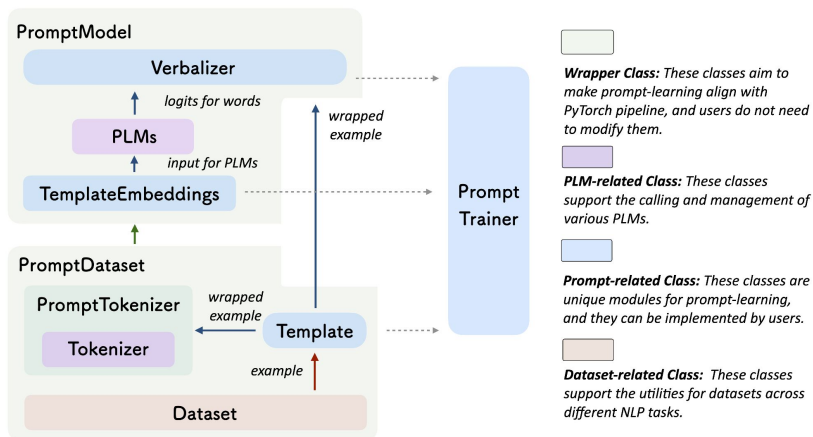 PromptModel
Verbalizer
logits for words
PLMs
input for PLMs
TemplateEmbeddings
wrapped
example
PromptDataset
PromptTokenizer
Tokenizer
wrapped
example
Template
example
Dataset
Prompt
Trainer
Wrapper Class: These classes aim to
make prompt-learning align with
PyTorch pipeline, and users do not need
to modify them.
PLM-related Class: These classes
support the calling and management of
various PLMs.
Prompt-related Class: These classes are
unique modules for prompt-learning,
and they can be implemented by users.
Dataset-related Class: These classes
support the utilities for datasets across
different NLP tasks.